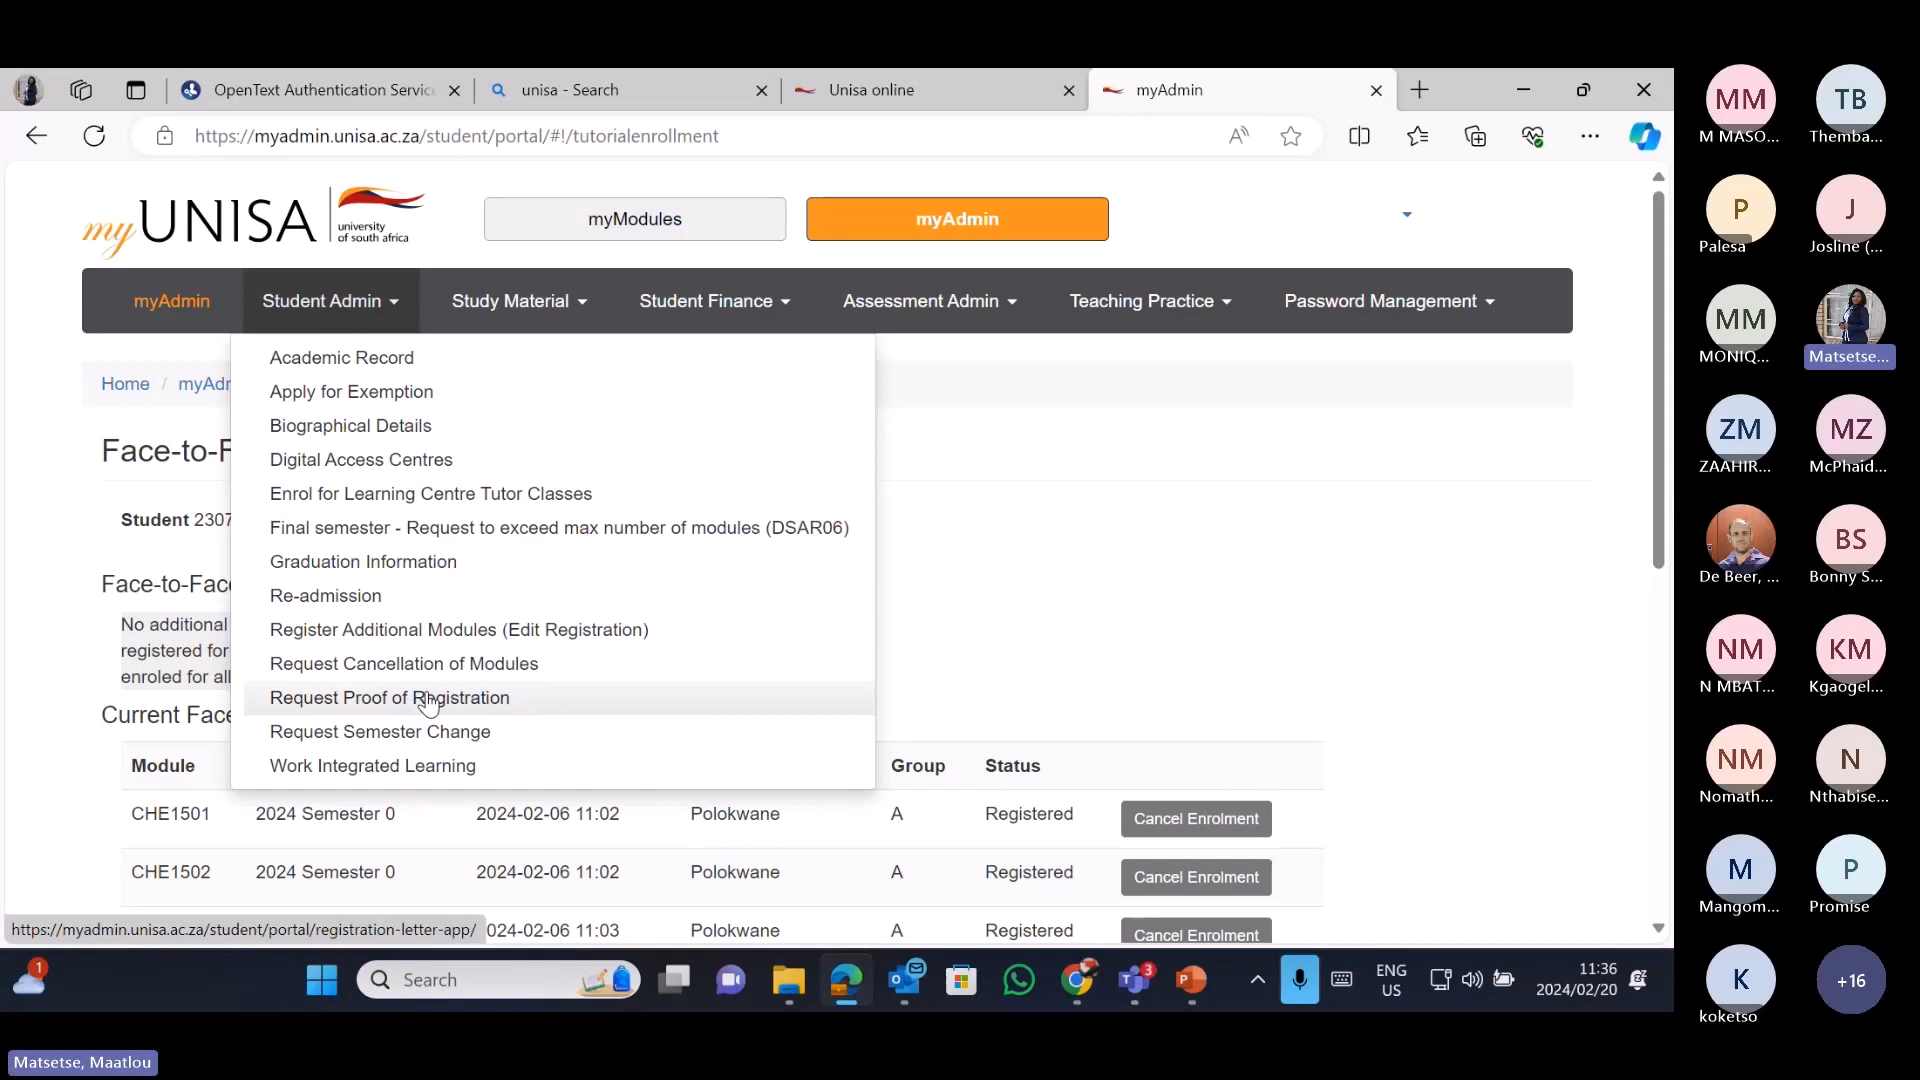 OpenText Authentication Servic
unisa - Search
Unisa online
myAdmin
https://myadmin.unisa.ac.za/student/portal/#!/tutorialenrollment
myUNISA
university
of south africa
myModules
myAdmin
myAdmin
Student Admin
Study Material
Student Finance
Assessment Admin
Teaching Practice
Password Management
Home / myAdr
Face-to-F
Student 2307
Face-to-Face
No additional
registered for
enroled for all
Current Face
Academic Record
Apply for Exemption
Biographical Details
Digital Access Centres
Enrol for Learning Centre Tutor Classes
Final semester - Request to exceed max number of modules (DSAR06)
Graduation Information
Re-admission
Register Additional Modules (Edit Registration)
Request Cancellation of Modules
Request Proof of Registration
Request Semester Change
Work Integrated Learning
Module Group Status
CHE1501 2024 Semester 0 2024-02-06 11:02 Polokwane A Registered Cancel Enrolment
CHE1502 2024 Semester 0 2024-02-06 11:02 Polokwane A Registered Cancel Enrolment
024-02-06 11:03 A Registered Cancel Enrolment
https://myadmin.unisa.ac.za/student/portal/registration-letter-app/
1
Search
3
ENG
US
11:36
2024/02/20
Matsetse, Maatlou
MM
M MASO...
TB
Themba...
P
Palesa
J
Josline (...
MM
MONIQ...
Matsetse...
ZM
ZAAHIR...
MZ
McPhaid...
De Beer, ...
BS
Bonny S...
NM
N MBAT...
KM
Kgaogel...
NM
Nomath...
N
Nthabise...
M
Mangom...
P
Promise
K
koketso
+16